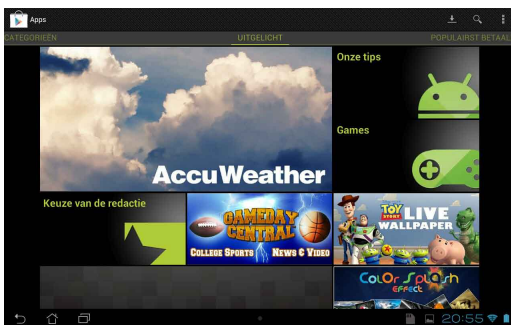 Apps
CATEGORIEËN
UITGELICHT
POPULAIRST BETAAL
AccuWeather
Onze tips
Games
Keuze van de redactie
GAMEDAY
CENTRAL
COLLEGE SPORTS
NEWS & VIDEO
TOY
STORY
LIVE
WALLPAPER
COLOR SPLASH
EFFECT
20:55